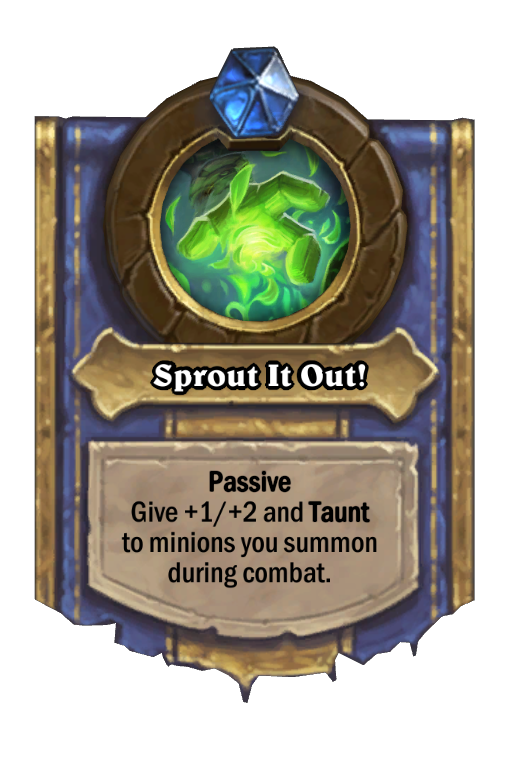 Sprout It Out!
Passive
Give +1/+2 and Taunt
to minions you summon
during combat.